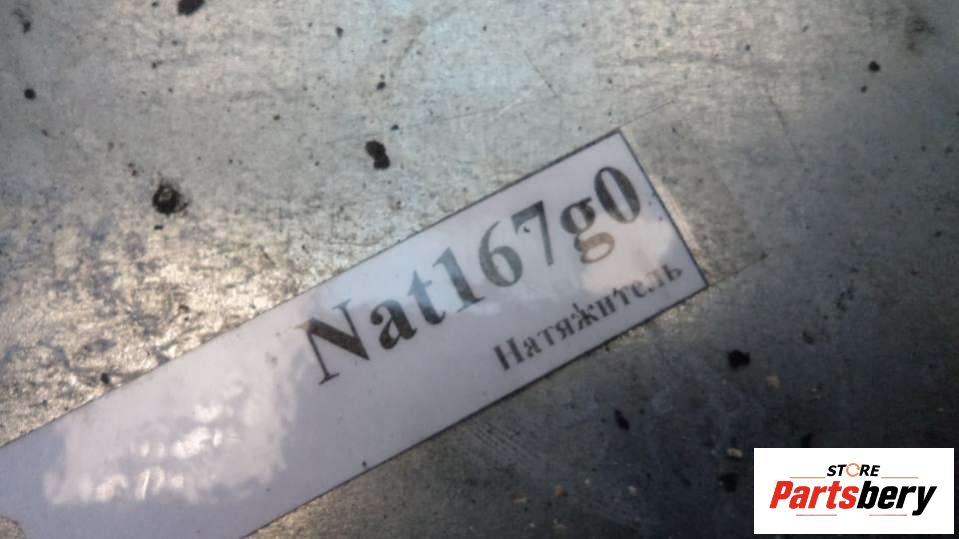 Nat167g0
Натяжитель
STORE
Partsbery